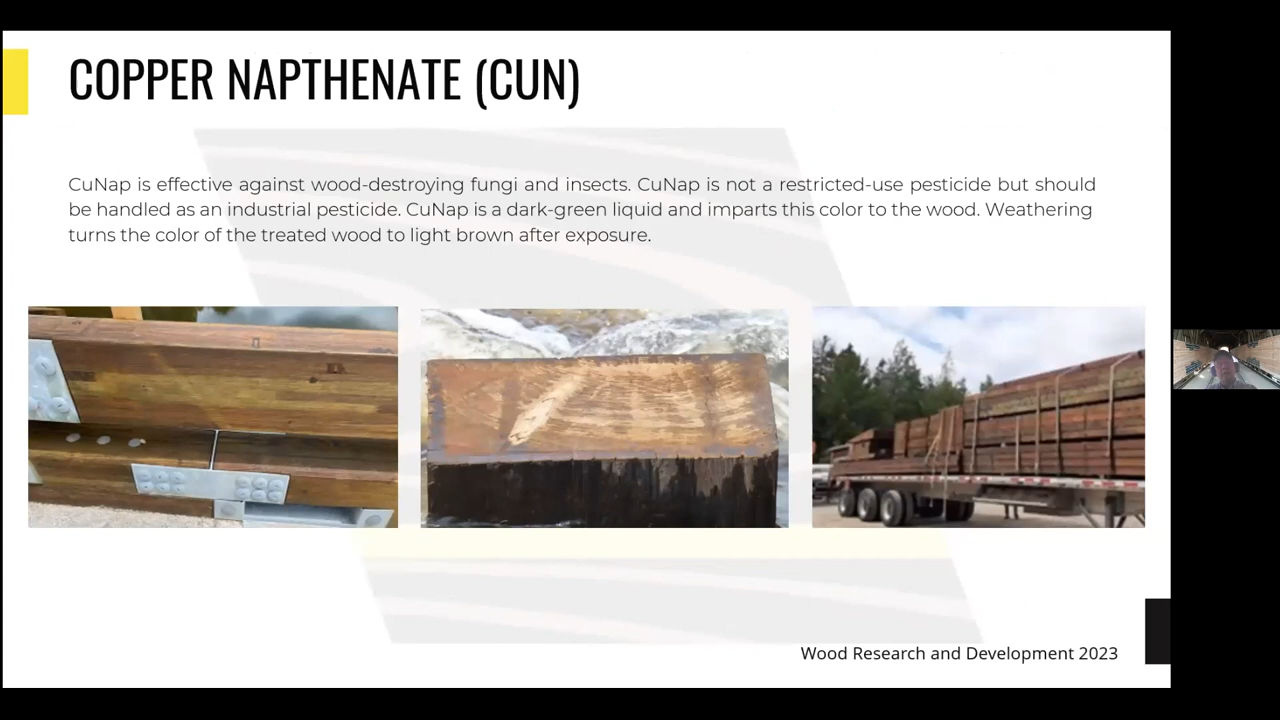 COPPER NAPTHENATE (CUN)
CuNap is effective against wood-destroying fungi and insects. CuNap is not a restricted-use pesticide but should
be handled as an industrial pesticide. CuNap is a dark-green liquid and imparts this color to the wood. Weathering
turns the color of the treated wood to light brown after exposure.
Wood Research and Development 2023